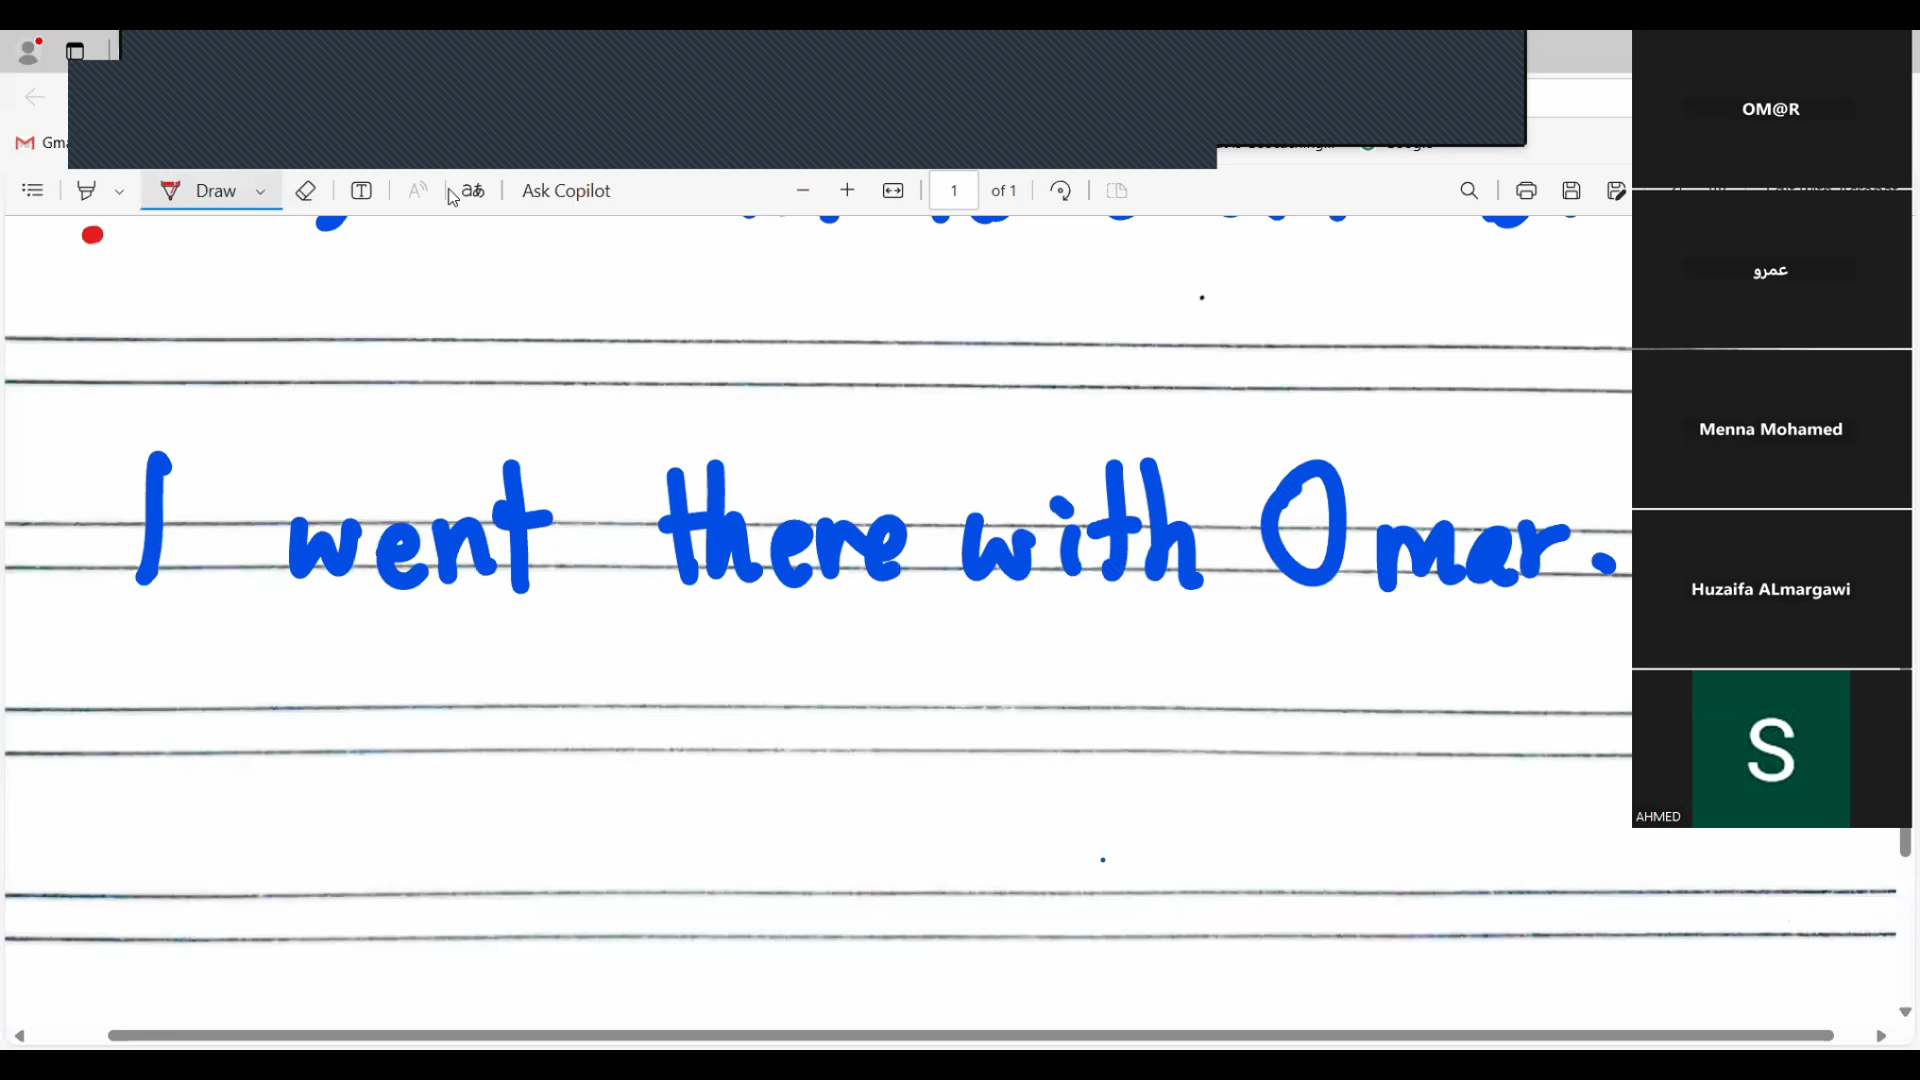 Draw
Ask Copilot
1 of 1
I went there with Omar.
OM@R
عمرو
Menna Mohamed
Huzaifa ALmargawi
S
AHMED